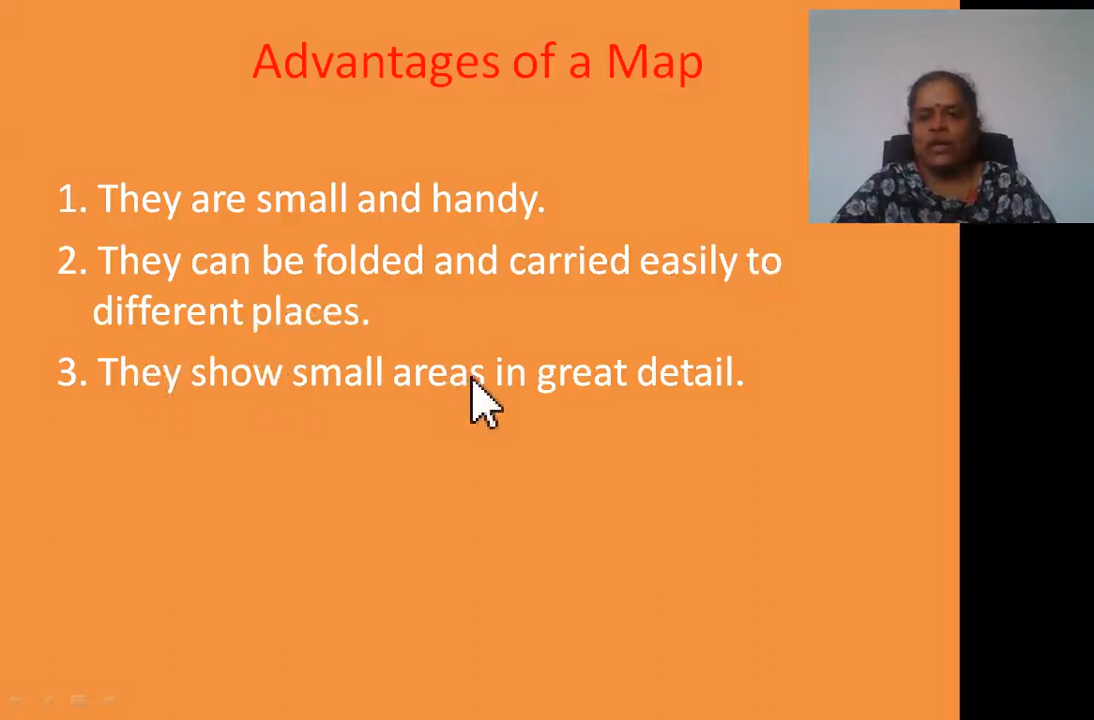 Advantages of a Map
1. They are small and handy.
2. They can be folded and carried easily to
different places.
3. They show small areas in great detail.